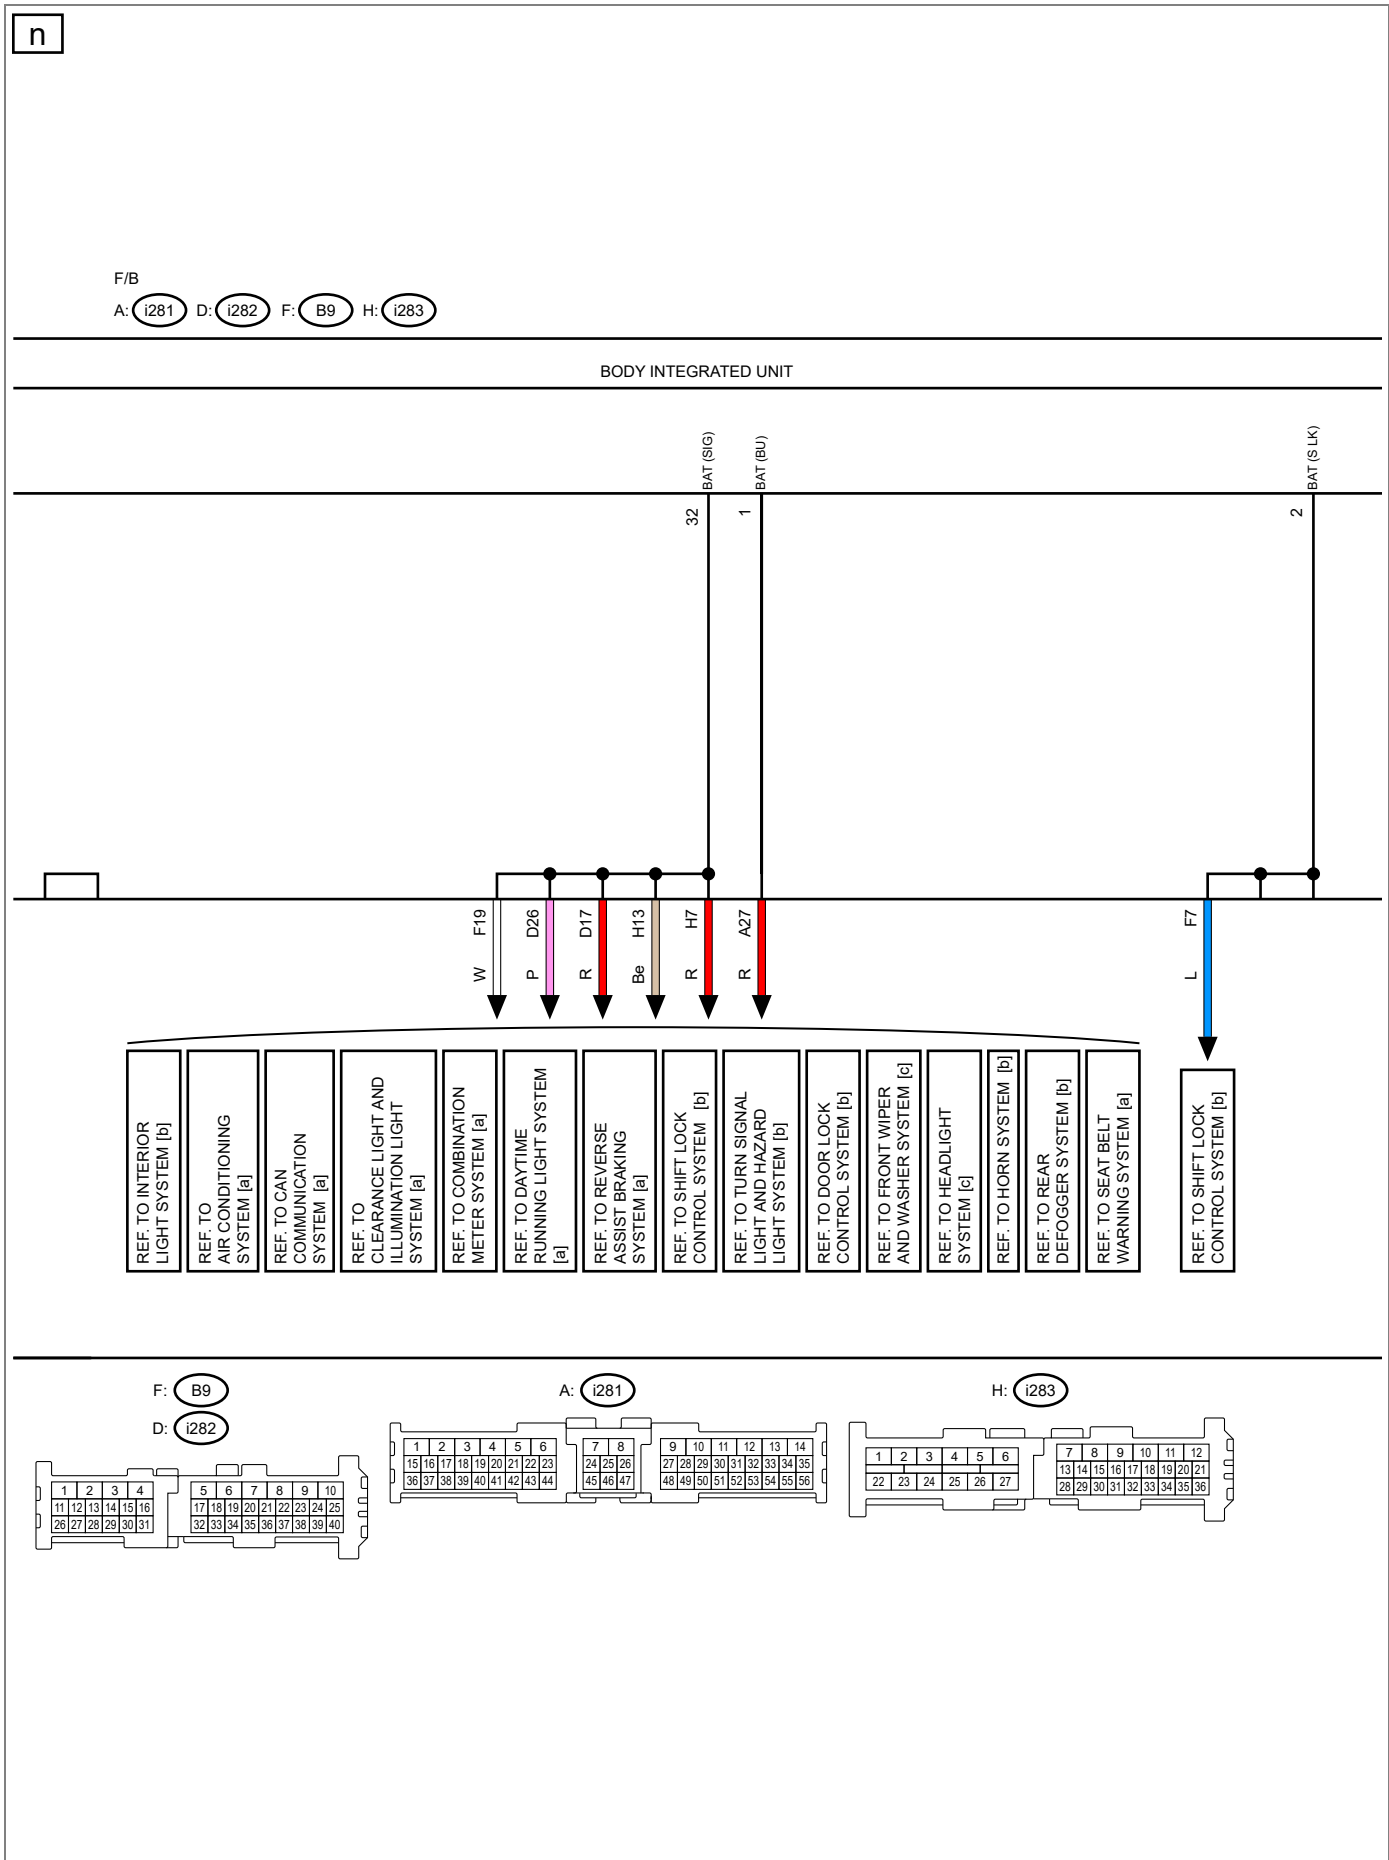 n
F/B
A: i281 D: i282 F: B9 H: i283
BODY INTEGRATED UNIT
BAT (SIG)
BAT (BU)
BAT (S LK)
32
1
2
F19
D26
D17
H13
H7
A27
F7
W
P
R
Be
R
R
L
REF. TO INTERIOR
LIGHT SYSTEM [b]
REF. TO
AIR CONDITIONING
SYSTEM [a]
REF. TO CAN
COMMUNICATION
SYSTEM [a]
REF. TO
CLEARANCE LIGHT AND
ILLUMINATION LIGHT
SYSTEM [a]
REF. TO COMBINATION
METER SYSTEM [a]
REF. TO DAYTIME
RUNNING LIGHT SYSTEM
[a]
REF. TO REVERSE
ASSIST BRAKING
SYSTEM [a]
REF. TO SHIFT LOCK
CONTROL SYSTEM [b]
REF. TO TURN SIGNAL
LIGHT AND HAZARD
LIGHT SYSTEM [b]
REF. TO DOOR LOCK
CONTROL SYSTEM [b]
REF. TO FRONT WIPER
AND WASHER SYSTEM [c]
REF. TO HEADLIGHT
SYSTEM [c]
REF. TO HORN SYSTEM [b]
REF. TO REAR
DEFOGGER SYSTEM [b]
REF. TO SEAT BELT
WARNING SYSTEM [a]
REF. TO SHIFT LOCK
CONTROL SYSTEM [b]
F: B9
D: i282
1 2 3 4 5 6 7 8 9 10
11 12 13 14 15 16 17 18 19 20 21 22 23 24 25
26 27 28 29 30 31 32 33 34 35 36 37 38 39 40
A: i281
1 2 3 4 5 6 7 8 9 10 11 12 13 14
15 16 17 18 19 20 21 22 23 24 25 26 27 28 29 30 31 32 33 34 35
36 37 38 39 40 41 42 43 44 45 46 47 48 49 50 51 52 53 54 55 56
H: i283
1 2 3 4 5 6 7 8 9 10 11 12
13 14 15 16 17 18 19 20 21
22 23 24 25 26 27 28 29 30 31 32 33 34 35 36